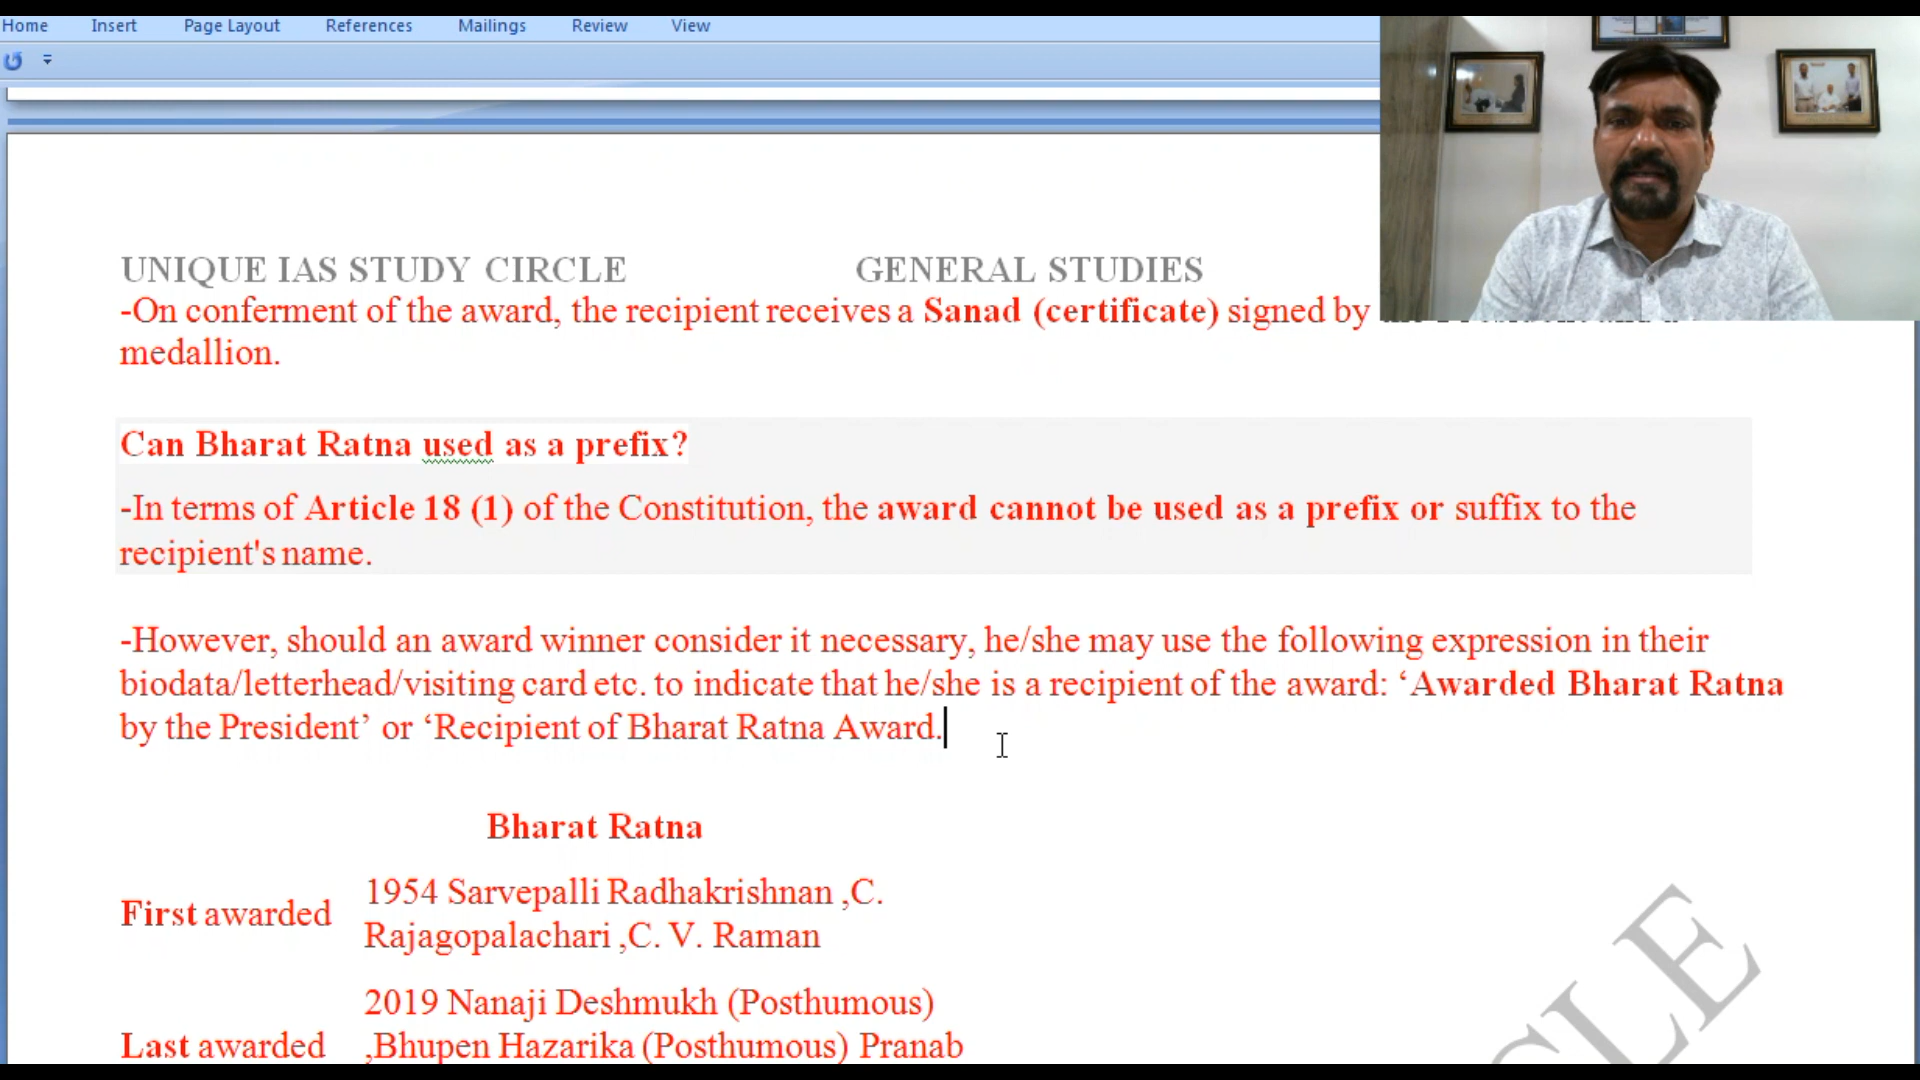 Home Insert Page Layout References Mailings Review View
UNIQUE IAS STUDY CIRCLE GENERAL STUDIES
-On conferment of the award, the recipient receives a Sanad (certificate) signed by
medallion.
Can Bharat Ratna used as a prefix?
-In terms of Article 18 (1) of the Constitution, the award cannot be used as a prefix or suffix to the
recipient's name.
-However, should an award winner consider it necessary, he/she may use the following expression in their
biodata/letterhead/visiting card etc. to indicate that he/she is a recipient of the award: ‘Awarded Bharat Ratna
by the President’ or ‘Recipient of Bharat Ratna Award.
Bharat Ratna
First awarded 1954 Sarvepalli Radhakrishnan ,C.
Rajagopalachari ,C. V. Raman
2019 Nanaji Deshmukh (Posthumous)
Last awarded ,Bhupen Hazarika (Posthumous) Pranab
CLE